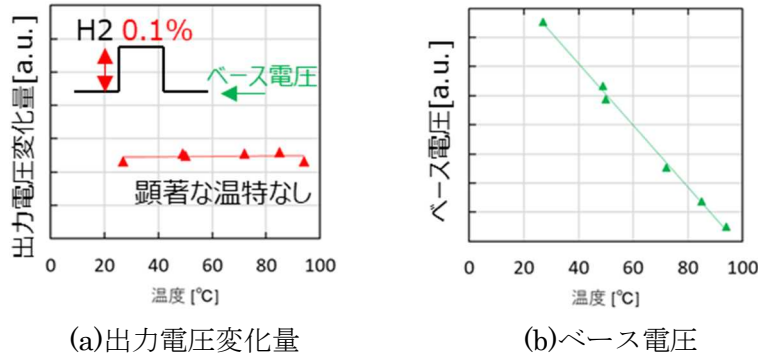 H2 0.1%
ベース電圧
顕著な温特なし
出力電圧変化量[a.u.]
0 20 40 60 80 100
温度 [℃]
(a)出力電圧変化量
ベース電圧[a.u.]
0 20 40 60 80 100
温度 [℃]
(b)ベース電圧